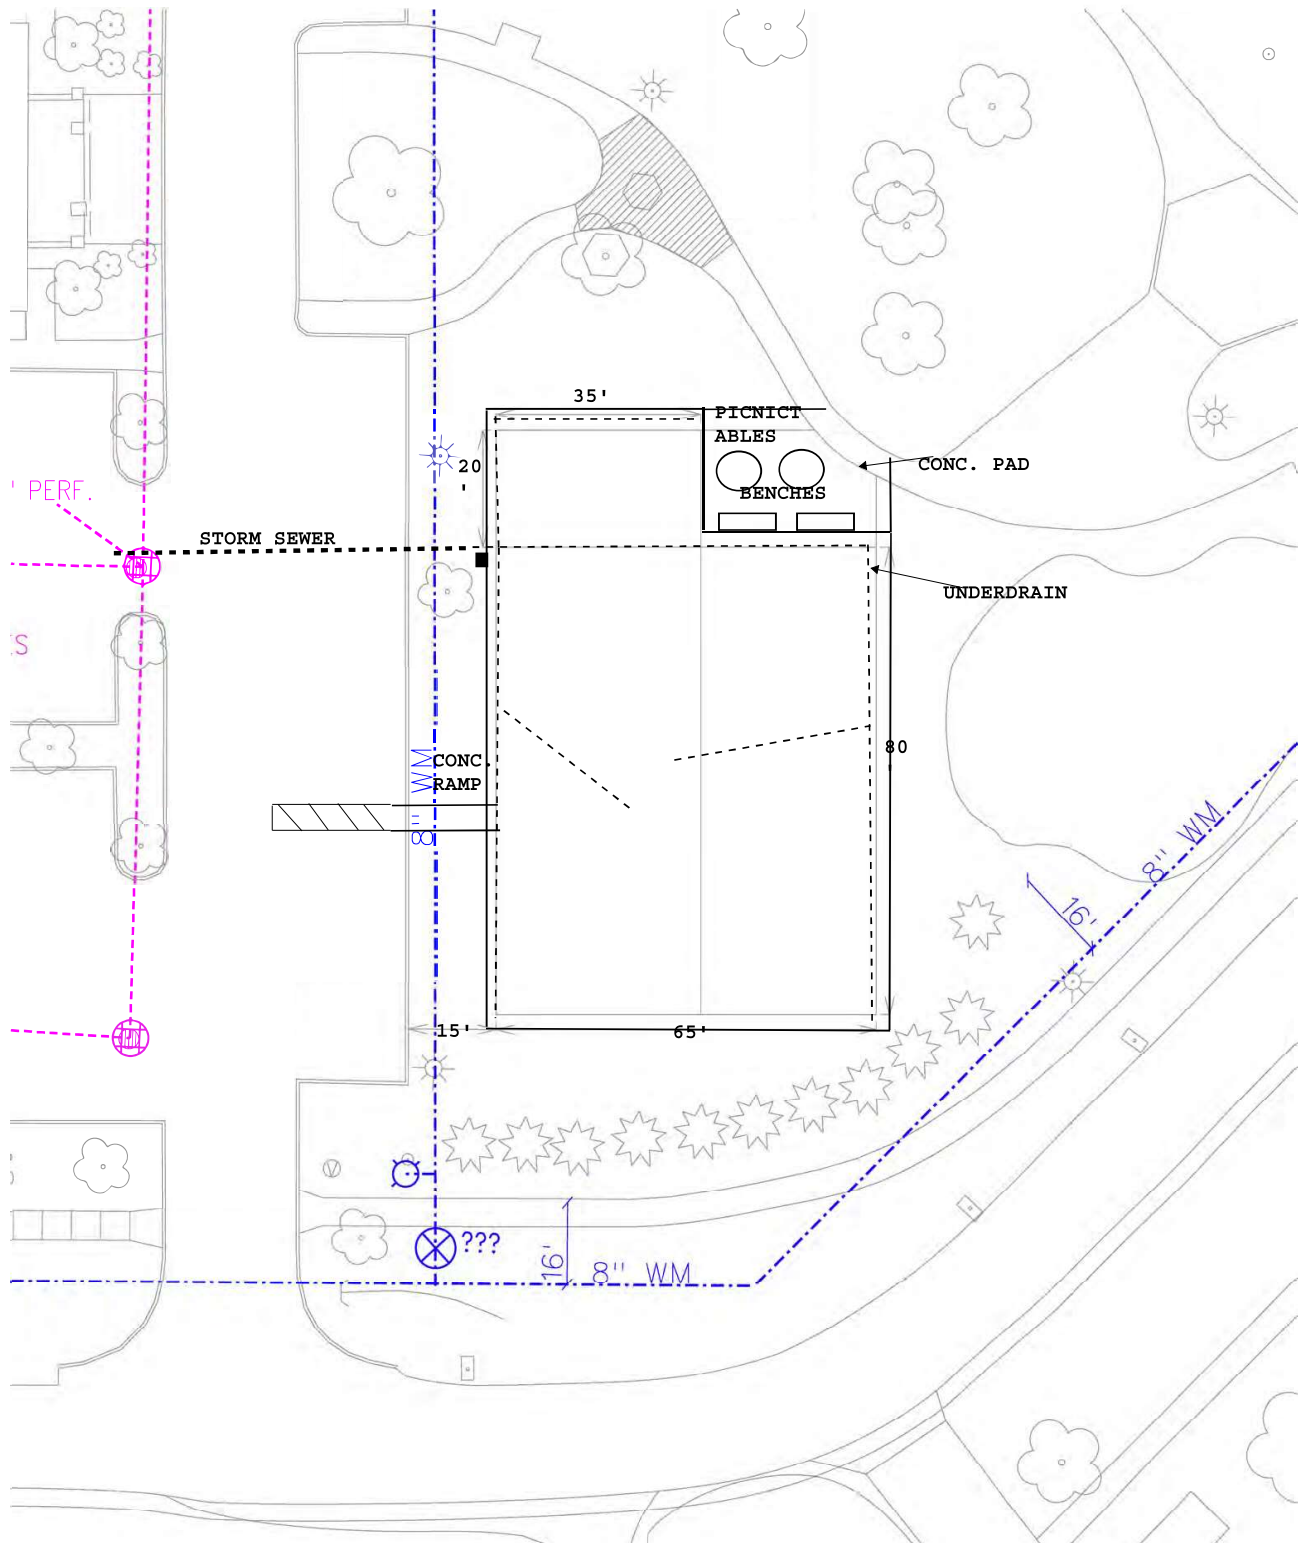 35'
PICNICT
ABLES
20
'
CONC. PAD
' PERF.
BENCHES
STORM SEWER
UNDERDRAIN
S
8" WM
CONC.
RAMP
80
'
8" WM
16'
15'
65'
???
16'
8" WM